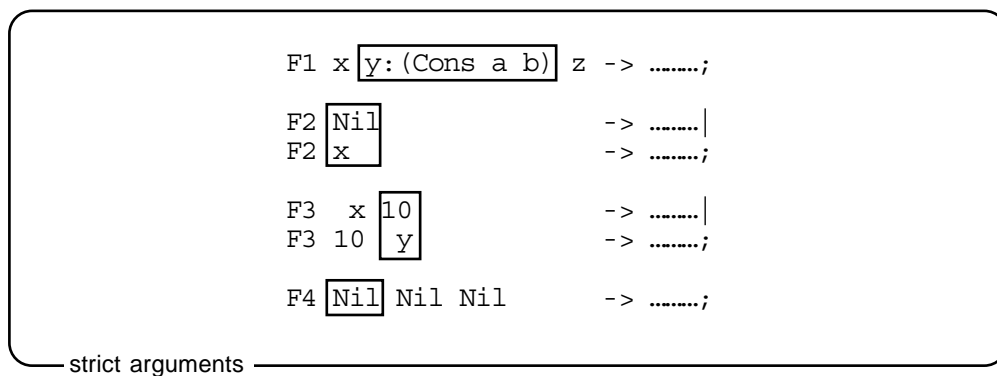 F1 x y:(Cons a b) z -> ………;
F2 Nil -> ………|
F2 x -> ………;
F3 x 10 -> ………|
F3 10 y -> ………;
F4 Nil Nil Nil -> ………;
strict arguments